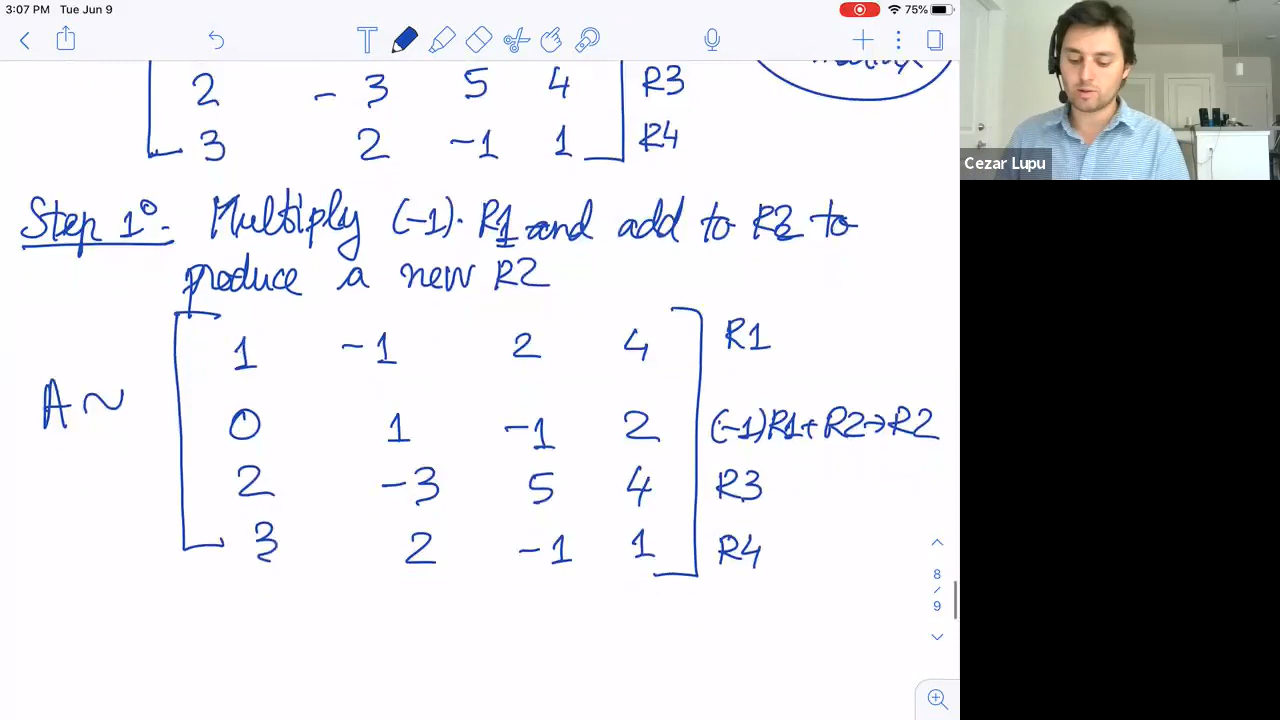 3:07 PM Tue Jun 9
75%
T
2 -3 5 4 R3
3 2 -1 1 R4
Cezar Lupu
Step 1°: Multiply (-1)· R1 and add to R2 to
produce a new R2
1 -1 2 4 R1
A ~
0 1 -1 2 (-1)R1+R2→R2
2 -3 5 4 R3
3 2 -1 1 R4
8
/
9